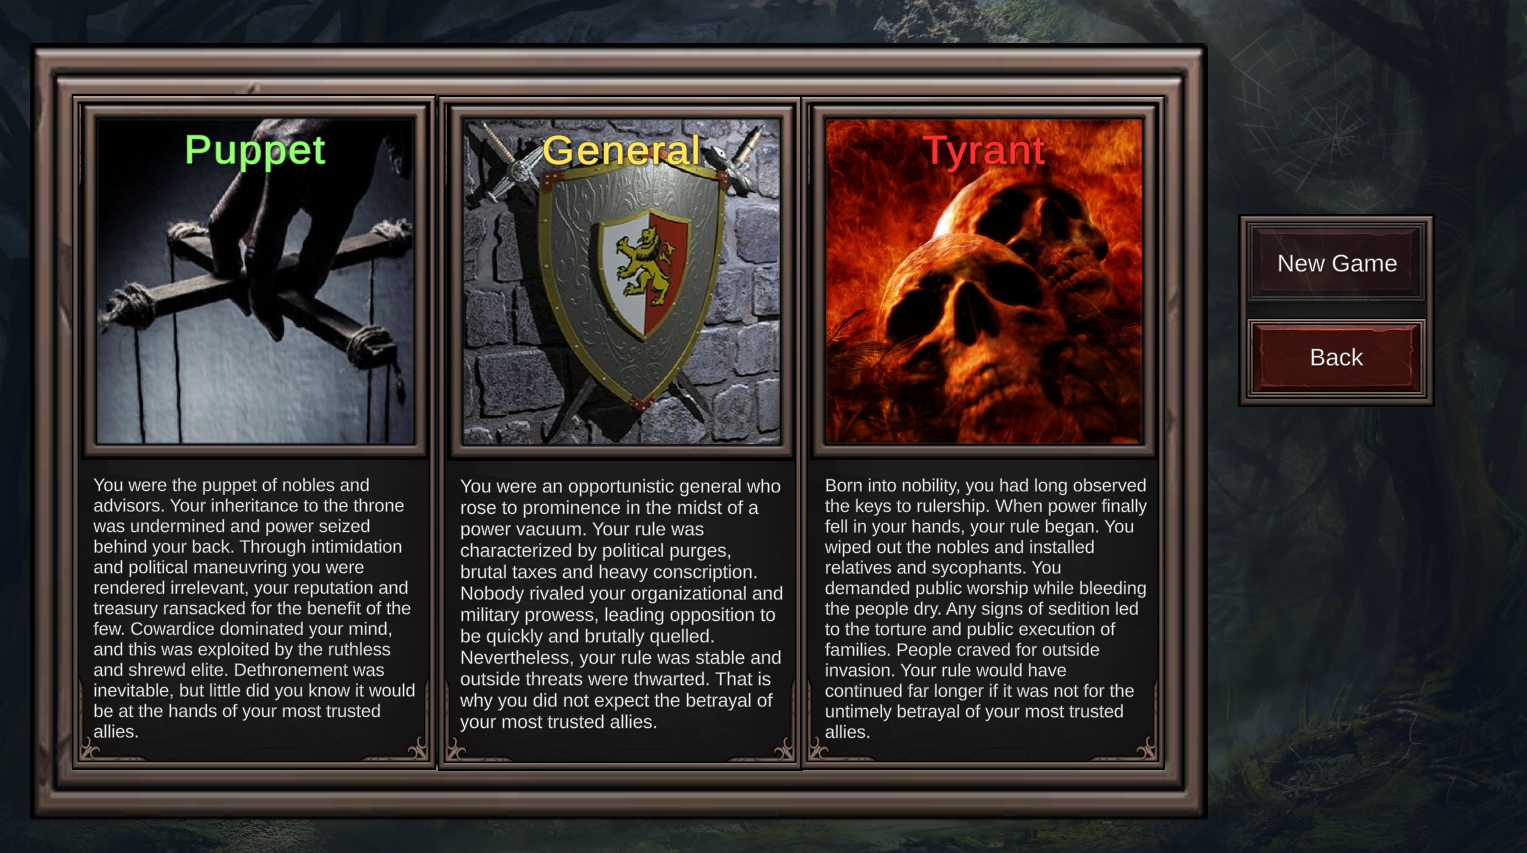 Puppet
You were the puppet of nobles and
advisors. Your inheritance to the throne
was undermined and power seized
behind your back. Through intimidation
and political maneuvring you were
rendered irrelevant, your reputation and
treasury ransacked for the benefit of the
few. Cowardice dominated your mind,
and this was exploited by the ruthless
and shrewd elite. Dethronement was
inevitable, but little did you know it would
be at the hands of your most trusted
allies.
General
You were an opportunistic general who
rose to prominence in the midst of a
power vacuum. Your rule was
characterized by political purges,
brutal taxes and heavy conscription.
Nobody rivaled your organizational and
military prowess, leading opposition to
be quickly and brutally quelled.
Nevertheless, your rule was stable and
outside threats were thwarted. That is
why you did not expect the betrayal of
your most trusted allies.
Tyrant
Born into nobility, you had long observed
the keys to rulership. When power finally
fell in your hands, your rule began. You
wiped out the nobles and installed
relatives and sycophants. You
demanded public worship while bleeding
the people dry. Any signs of sedition led
to the torture and public execution of
families. People craved for outside
invasion. Your rule would have
continued far longer if it was not for the
untimely betrayal of your most trusted
allies.
New Game
Back